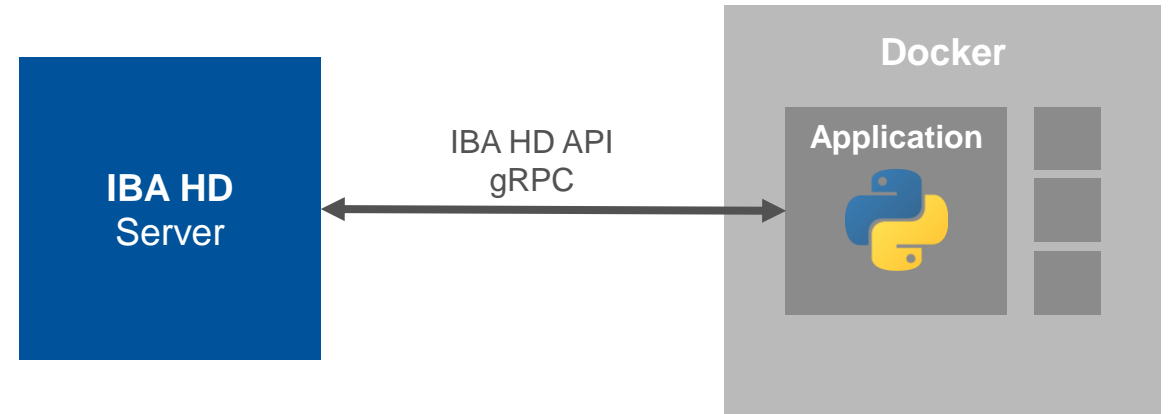 IBA HD
Server
IBA HD API
gRPC
Docker
Application